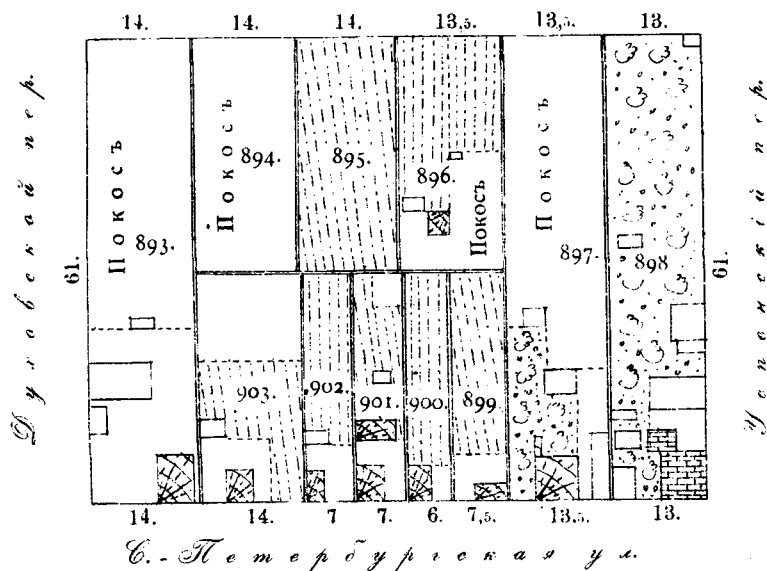 14. 14. 14. 13,5. 13,5. 13.
Духовской пер.
Успенскій пер.
61.
61.
Покосъ
893.
Покосъ
894.
895.
896.
Покосъ
Покосъ
897.
898
903.
902.
901.
900.
899
14. 14. 7 7. 6. 7,5. 13,5. 13.
С.-Петербургская ул.